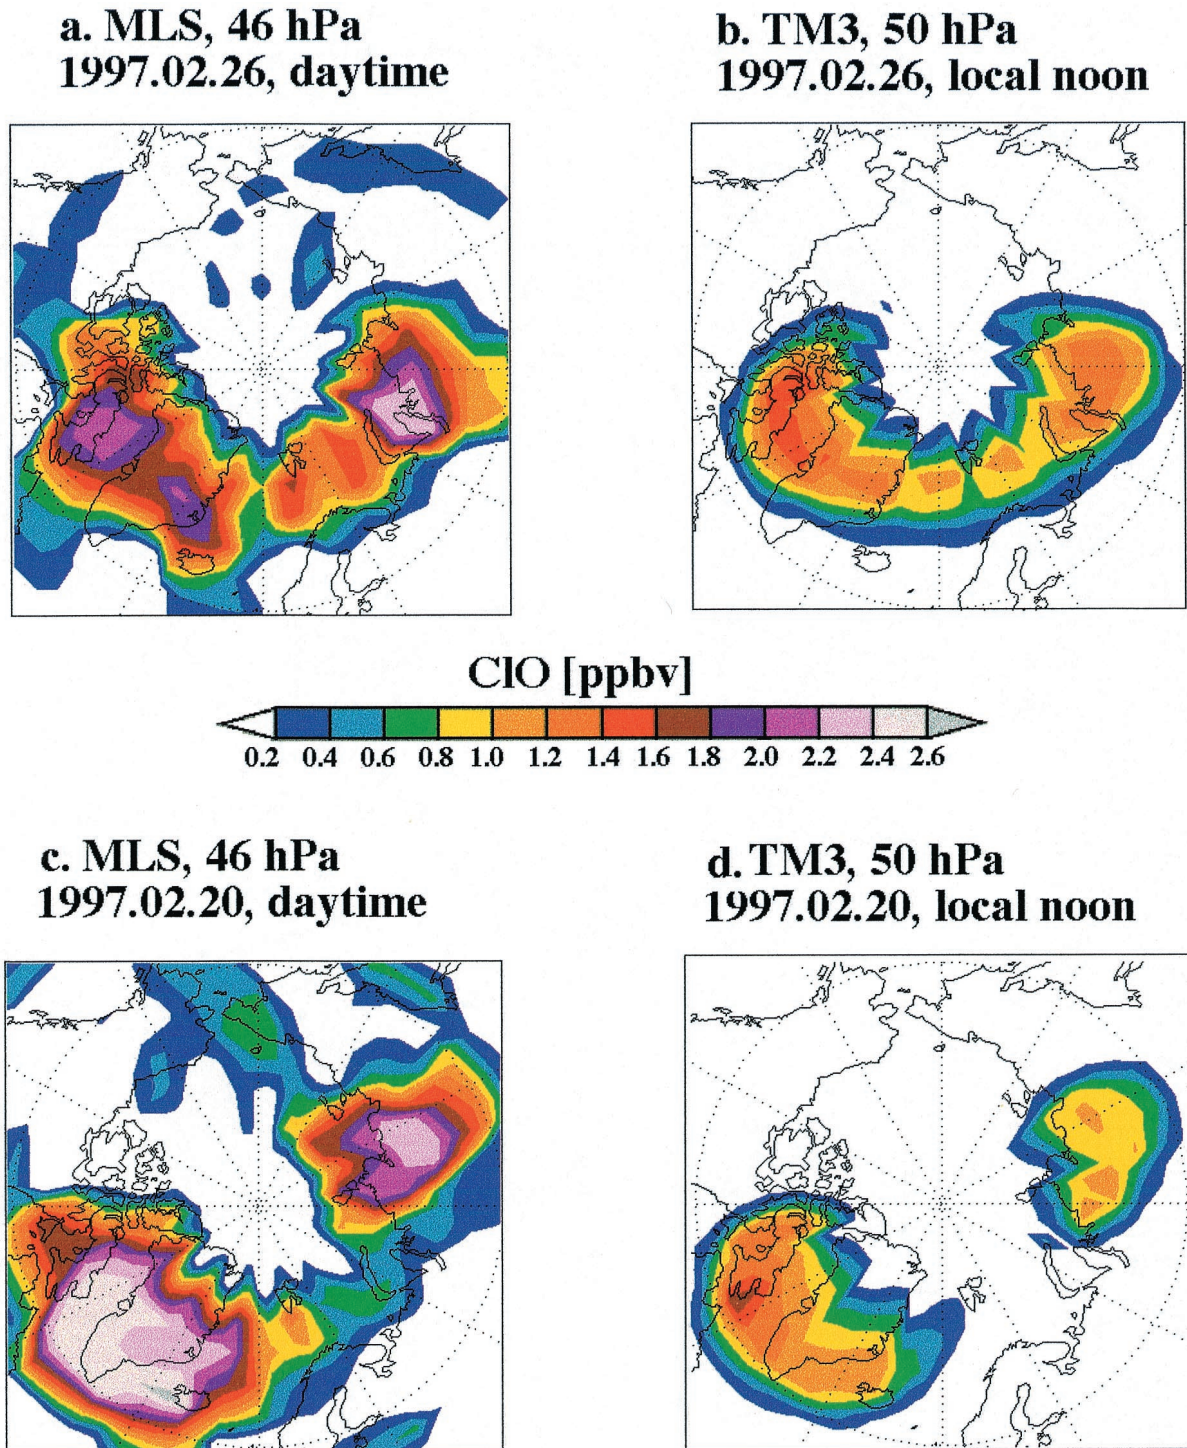 a. MLS, 46 hPa
1997.02.26, daytime
b. TM3, 50 hPa
1997.02.26, local noon
ClO [ppbv]
0.2 0.4 0.6 0.8 1.0 1.2 1.4 1.6 1.8 2.0 2.2 2.4 2.6
c. MLS, 46 hPa
1997.02.20, daytime
d. TM3, 50 hPa
1997.02.20, local noon